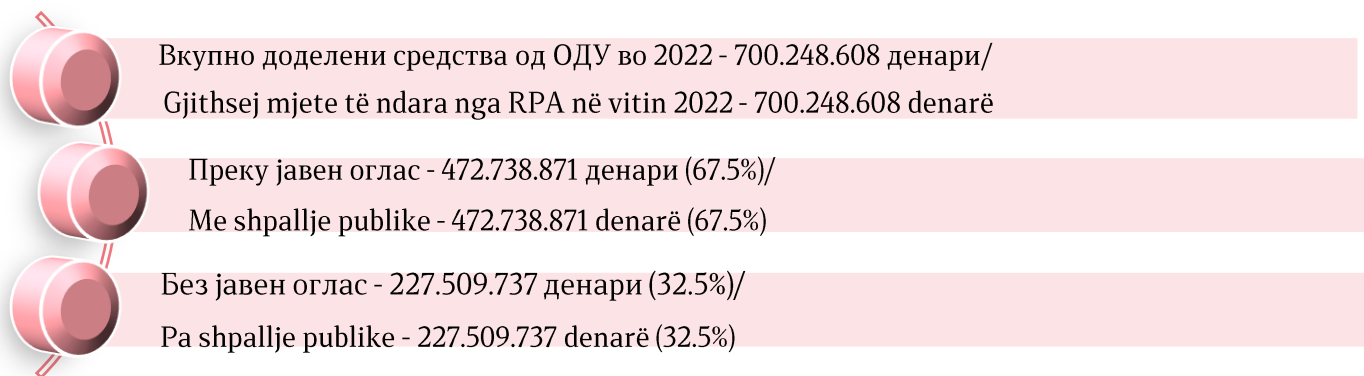 Вкупно доделени средства од ОДУ во 2022 - 700.248.608 денари/
Gjithsej mjete të ndara nga RPA në vitin 2022 - 700.248.608 denarë
Преку јавен оглас - 472.738.871 денари (67.5%)/
Me shpallje publike - 472.738.871 denarë (67.5%)
Без јавен оглас - 227.509.737 денари (32.5%)/
Pa shpallje publike - 227.509.737 denarë (32.5%)